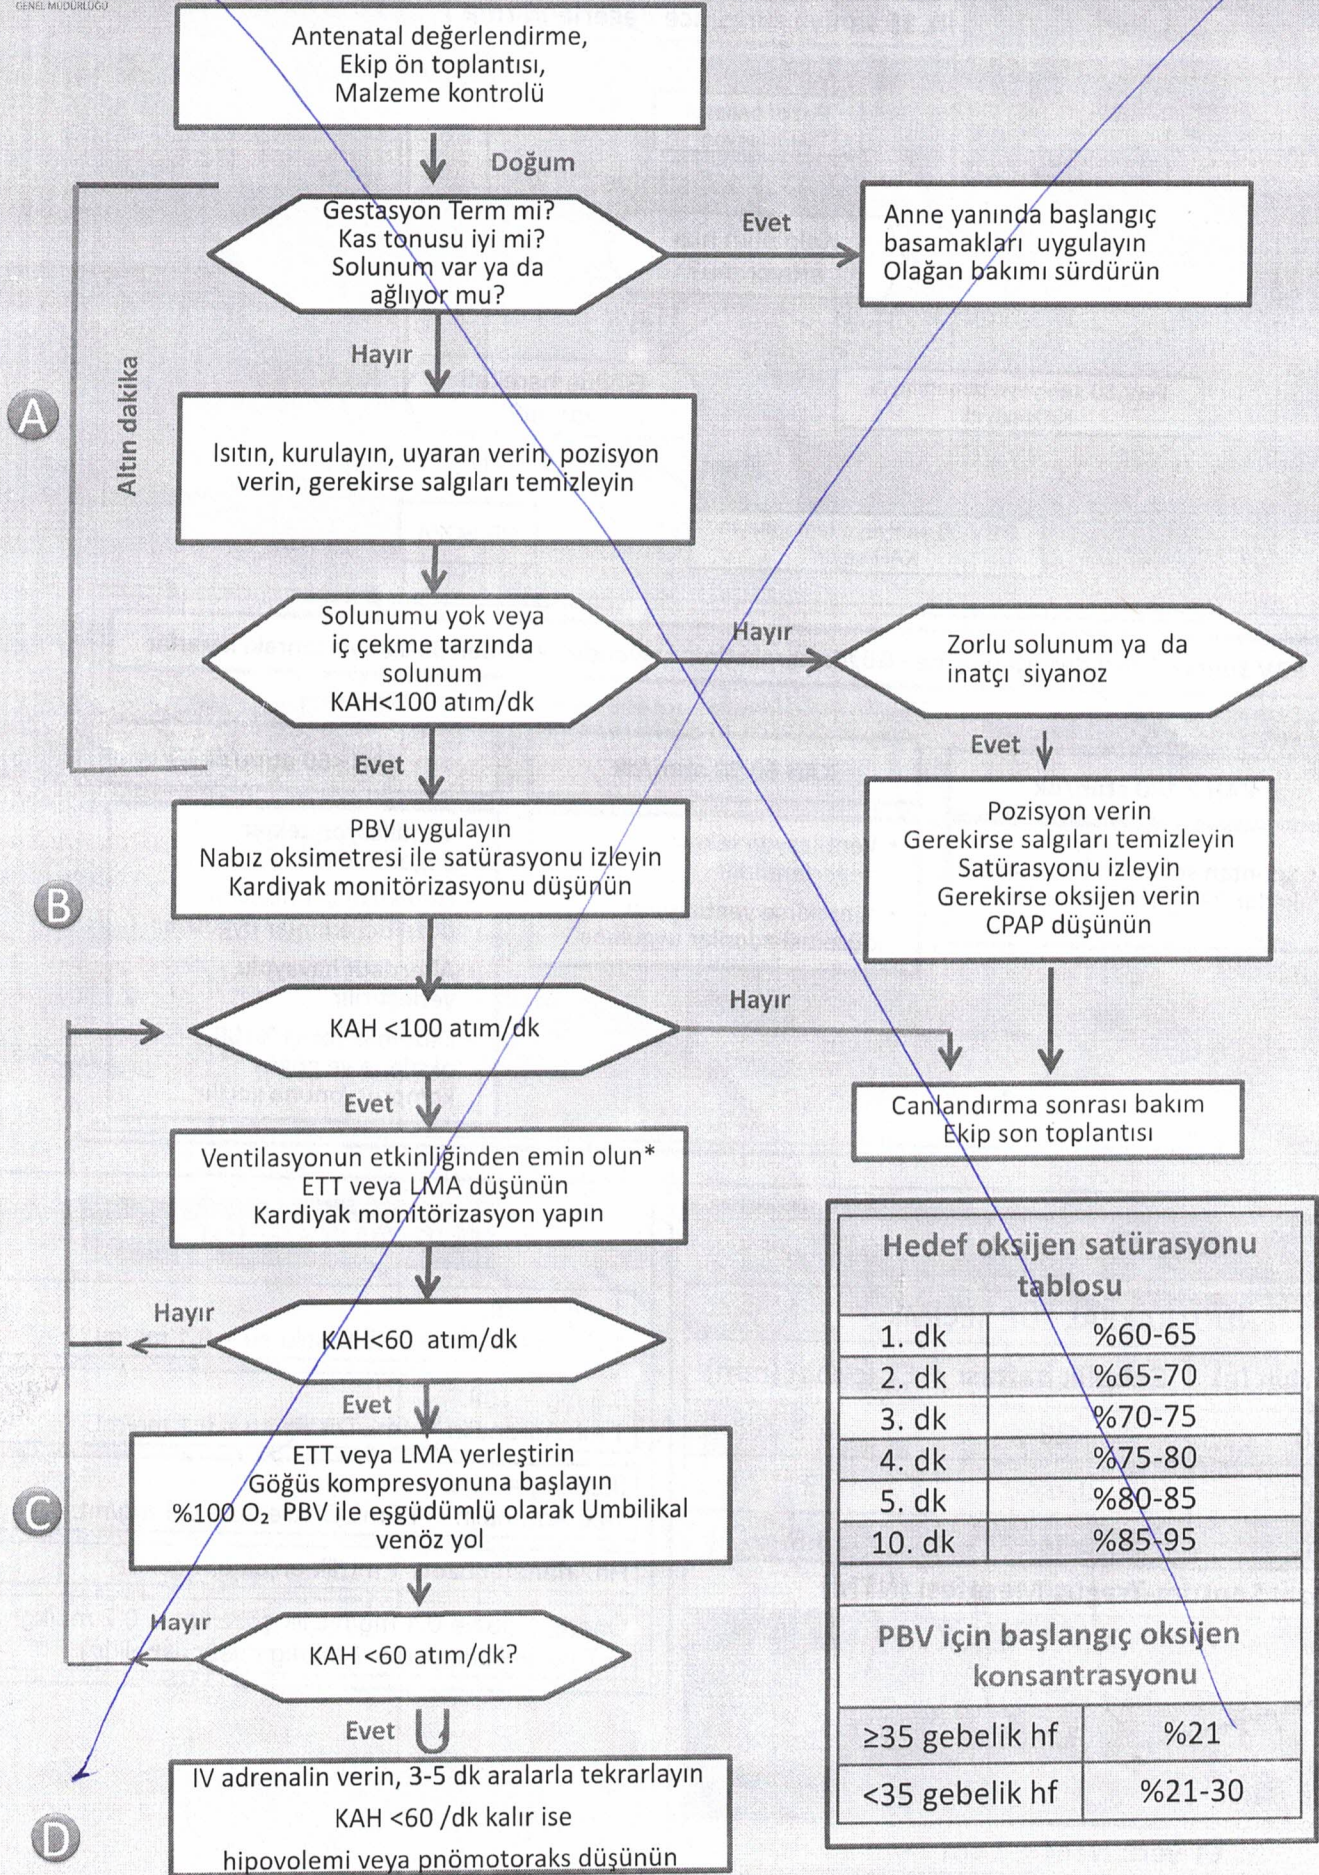 GENEL MÜDÜRLÜĞÜ
Antenatal değerlendirme,
Ekip ön toplantısı,
Malzeme kontrolü
Doğum
Gestasyon Term mi?
Kas tonusu iyi mi?
Solunum var ya da
ağlıyor mu?
Evet
Anne yanında başlangıç
basamakları uygulayın
Olağan bakımı sürdürün
Hayır
A
Altın dakika
Isıtın, kurulayın, uyaran verin, pozisyon
verin, gerekirse salgıları temizleyin
Solunumu yok veya
iç çekme tarzında
solunum
KAH<100 atım/dk
Hayır
Zorlu solunum ya da
inatçı siyanoz
Evet
Evet
Pozisyon verin
Gerekirse salgıları temizleyin
Satürasyonu izleyin
Gerekirse oksijen verin
CPAP düşünün
B
PBV uygulayın
Nabız oksimetresi ile satürasyonu izleyin
Kardiyak monitörizasyonu düşünün
KAH <100 atım/dk
Hayır
Evet
Canlandırma sonrası bakım
Ekip son toplantısı
Ventilasyonun etkinliğinden emin olun*
ETT veya LMA düşünün
Kardiyak monitörizasyon yapın
Hayır
KAH<60 atım/dk
Evet
C
ETT veya LMA yerleştirin
Göğüs kompresyonuna başlayın
%100 O₂ PBV ile eşgüdümlü olarak Umbilikal
venöz yol
Hayır
KAH <60 atım/dk?
Evet
D
IV adrenalin verin, 3-5 dk aralarla tekrarlayın
KAH <60 /dk kalır ise
hipovolemi veya pnömotoraks düşünün
Hedef oksijen satürasyonu
tablosu
1. dk %60-65
2. dk %65-70
3. dk %70-75
4. dk %75-80
5. dk %80-85
10. dk %85-95
PBV için başlangıç oksijen
konsantrasyonu
≥35 gebelik hf %21
<35 gebelik hf %21-30